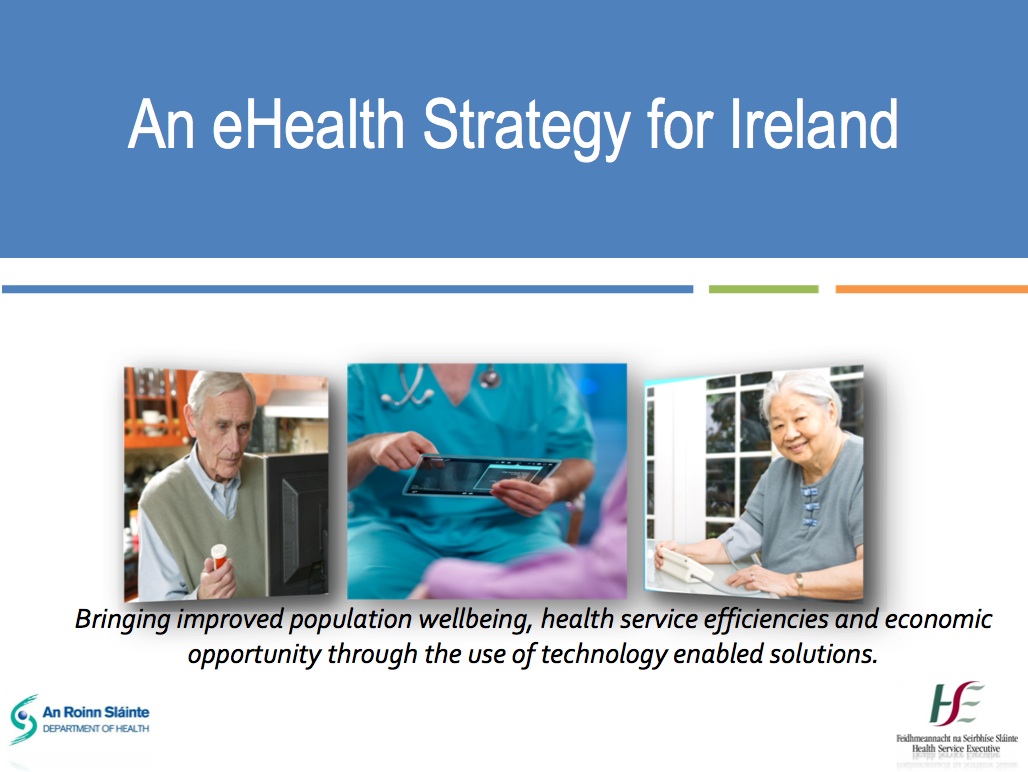 An eHealth Strategy for Ireland
Bringing improved population wellbeing, health service efficiencies and economic
opportunity through the use of technology enabled solutions.
An Roinn Sláinte
DEPARTMENT OF HEALTH
HSE
Feidhmeannacht na Seirbhíse Sláinte
Health Service Executive